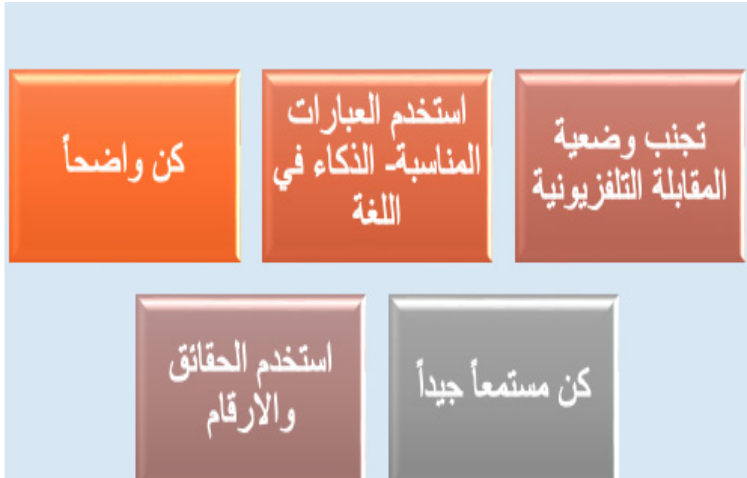 تجنب وضعية
المقابلة التلفزيونية
استخدم العبارات
المناسبة- الذكاء في
اللغة
كن واضحاً
كن مستمعاً جيداً
استخدم الحقائق
والارقام